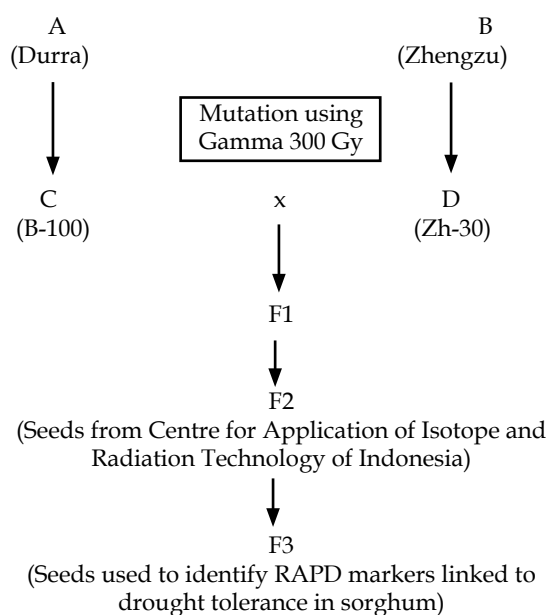 A
(Durra)
B
(Zhengzu)
Mutation using
Gamma 300 Gy
C
(B-100)
x
D
(Zh-30)
F1
F2
(Seeds from Centre for Application of Isotope and
Radiation Technology of Indonesia)
F3
(Seeds used to identify RAPD markers linked to
drought tolerance in sorghum)